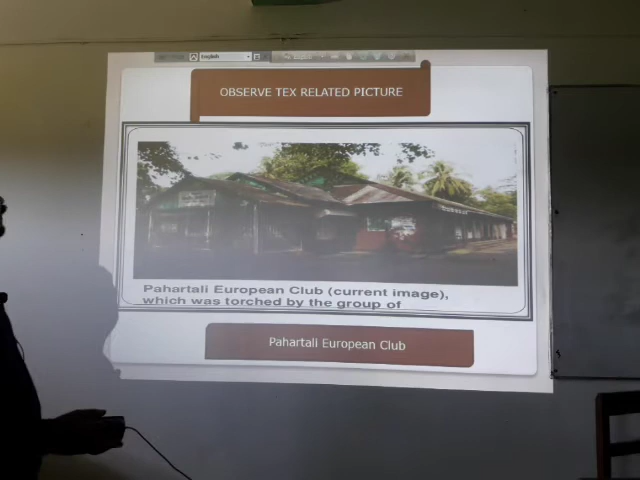 English
OBSERVE TEX RELATED PICTURE
Pahartali European Club (current image),
which was torched by the group of
Pahartali European Club